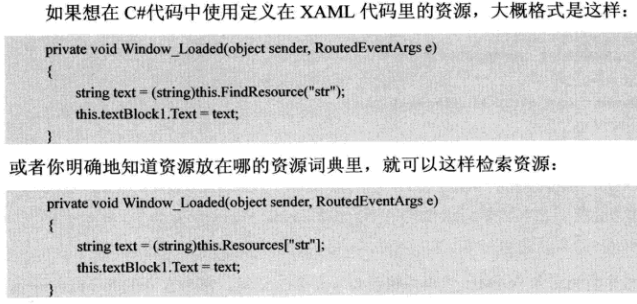 如果想在 C#代码中使用定义在 XAML 代码里的资源，大概格式是这样：
private void Window_Loaded(object sender, RoutedEventArgs e)
{
string text = (string)this.FindResource("str");
this.textBlock1.Text = text;
}
或者你明确地知道资源放在哪的资源词典里，就可以这样检索资源：
private void Window_Loaded(object sender, RoutedEventArgs e)
{
string text = (string)this.Resources["str"];
this.textBlock1.Text = text;
}